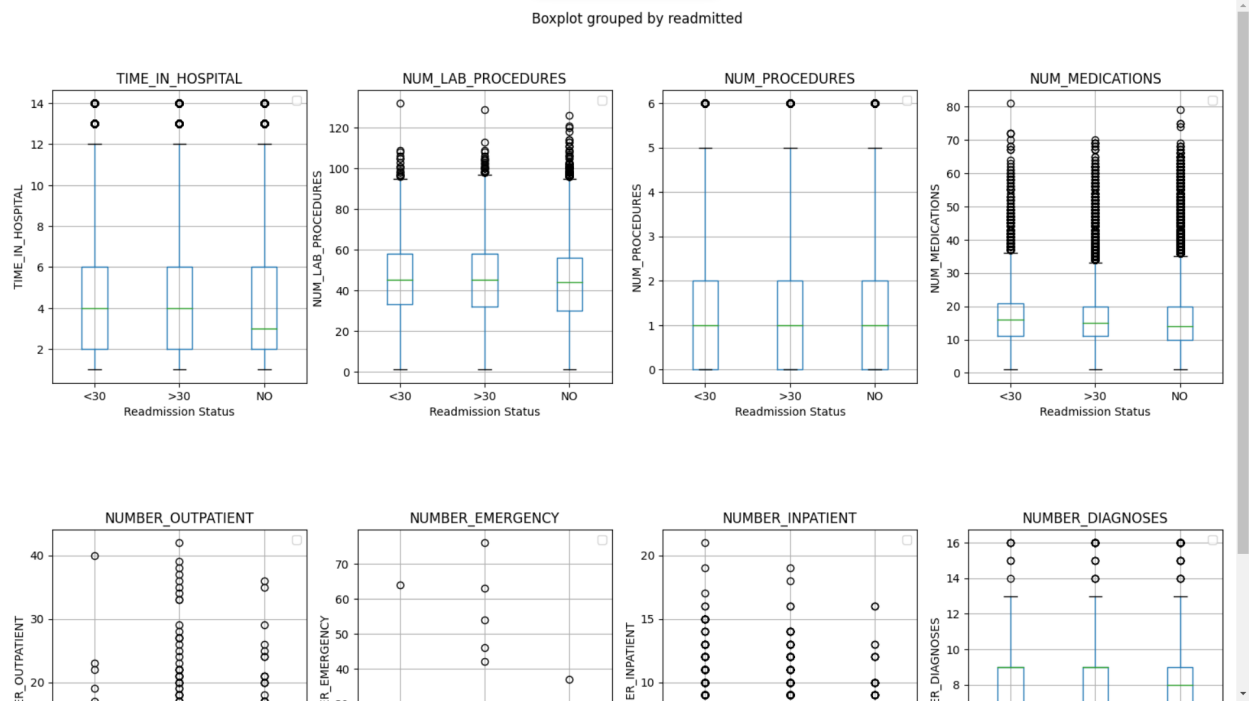 Boxplot grouped by readmitted
TIME_IN_HOSPITAL
14
12
10
8
6
4
2
TIME_IN_HOSPITAL
<30
>30
NO
Readmission Status
NUM_LAB_PROCEDURES
120
100
80
60
40
20
0
NUM_LAB_PROCEDURES
<30
>30
NO
Readmission Status
NUM_PROCEDURES
6
5
4
3
2
1
0
NUM_PROCEDURES
<30
>30
NO
Readmission Status
NUM_MEDICATIONS
80
70
60
50
40
30
20
10
0
NUM_MEDICATIONS
<30
>30
NO
Readmission Status
NUMBER_OUTPATIENT
40
30
20
ER_OUTPATIENT
NUMBER_EMERGENCY
70
60
50
40
R_EMERGENCY
NUMBER_INPATIENT
20
15
10
ER_INPATIENT
NUMBER_DIAGNOSES
16
14
12
10
8
ER_DIAGNOSES